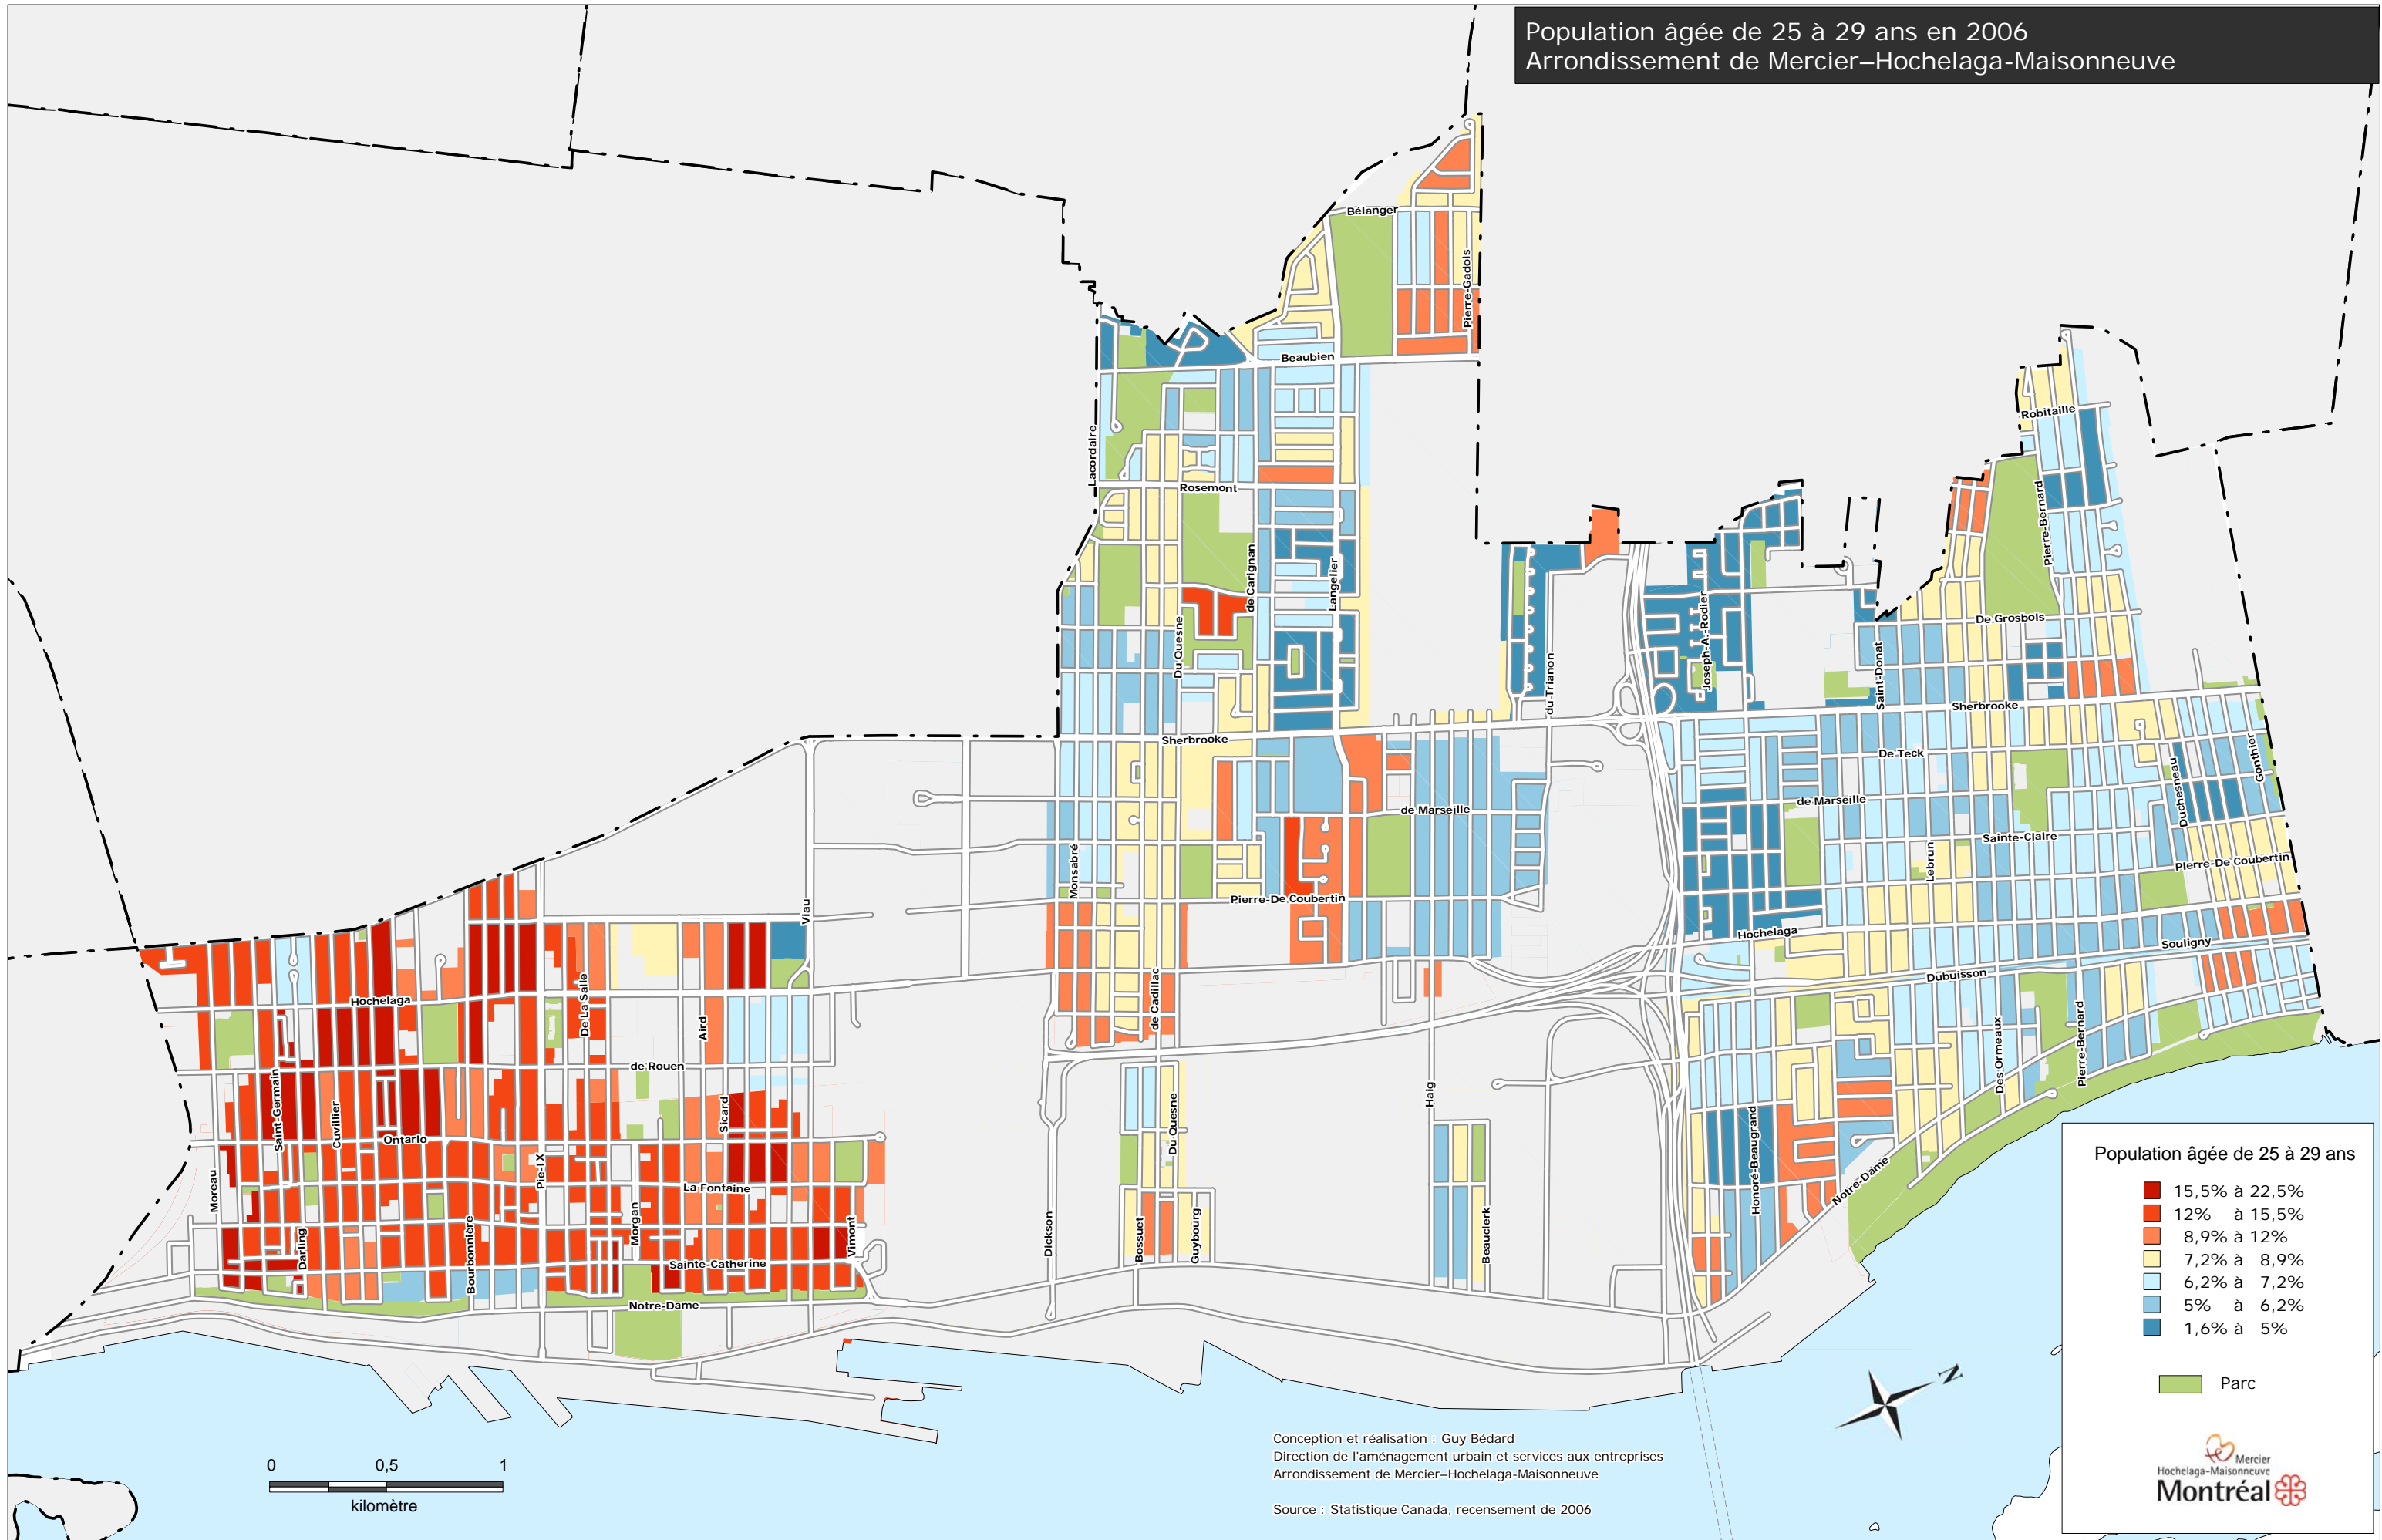 Population âgée de 25 à 29 ans en 2006
Arrondissement de Mercier–Hochelaga-Maisonneuve
Bélanger
Pierre-Gadois
Beaubien
Lacordaire
Rosemont
de Carignan
Langelier
Du Quesne
Sherbrooke
de Marseille
Monsabré
Pierre-De Coubertin
de Cadillac
du Trianon
Joseph-A.-Rodier
Saint-Donat
Robitaille
Pierre-Bernard
De Grosbois
Sherbrooke
De Teck
de Marseille
Lebrun
Sainte-Claire
Duchesneau
Gonthier
Pierre-De Coubertin
Hochelaga
Souligny
Dubuisson
Des Ormeaux
Pierre-Bernard
Honoré-Beaugrand
Notre-Dame
Viau
Hochelaga
De La Salle
Aird
de Rouen
Saint-Germain
Cuvillier
Ontario
Sicard
Moreau
Pie-IX
La Fontaine
Darling
Bourbonnière
Morgan
Sainte-Catherine
Vimont
Notre-Dame
Dickson
Du Quesne
Bossuet
Guybourg
Haig
Beauclerk
Population âgée de 25 à 29 ans
15,5% à 22,5%
12% à 15,5%
8,9% à 12%
7,2% à 8,9%
6,2% à 7,2%
5% à 6,2%
1,6% à 5%
Parc
Mercier
Hochelaga-Maisonneuve
Montréal
N
0 0,5 1
kilomètre
Conception et réalisation : Guy Bédard
Direction de l'aménagement urbain et services aux entreprises
Arrondissement de Mercier–Hochelaga-Maisonneuve
Source : Statistique Canada, recensement de 2006